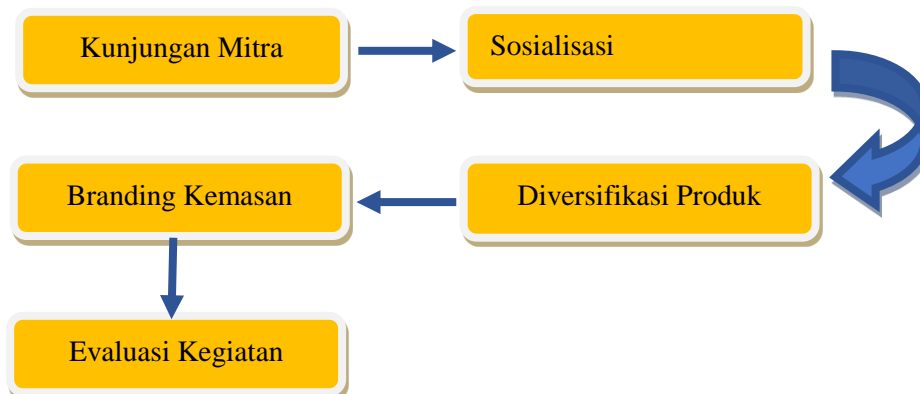 Kunjungan Mitra
Sosialisasi
Diversifikasi Produk
Branding Kemasan
Evaluasi Kegiatan